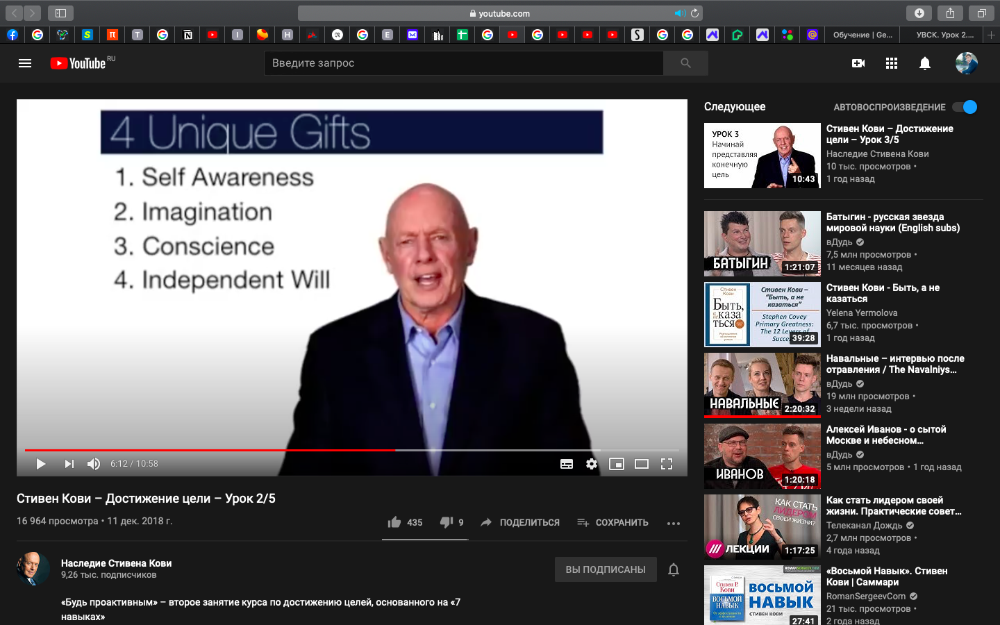 youtube.com
Обучение | Ge...
УВСК. Урок 2....
YouTube RU
Введите запрос
4 Unique Gifts
1. Self Awareness
2. Imagination
3. Conscience
4. Independent Will
6:12 / 10:58
Стивен Кови – Достижение цели – Урок 2/5
16 964 просмотра • 11 дек. 2018 г.
435
9
ПОДЕЛИТЬСЯ
СОХРАНИТЬ
Наследие Стивена Кови
9,26 тыс. подписчиков
ВЫ ПОДПИСАНЫ
«Будь проактивным» – второе занятие курса по достижению целей, основанного на «7
навыках»
Следующее
АВТОВОСПРОИЗВЕДЕНИЕ
УРОК 3
Начинай
представляя
конечную
цель
10:43
Стивен Кови – Достижение
цели – Урок 3/5
Наследие Стивена Кови
10 тыс. просмотров •
1 год назад
БАТЫГИН
1:21:07
Батыгин - русская звезда
мировой науки (English subs)
вДудь
7,5 млн просмотров •
11 месяцев назад
Стивен
Кови
Быть,
а не каза
ться
Стивен Кови –
"Быть, а не
казаться"
Stephen Covey
Primary Greatness:
The 12 Levers of
Succe
39:28
Стивен Кови - Быть, а не
казаться
Yelena Yermolova
6,7 тыс. просмотров •
1 год назад
НАВАЛЬНЫЕ
2:20:32
Навальные – интервью после
отравления / The Navalniys...
вДудь
19 млн просмотров •
3 недели назад
ИВАНОВ
1:20:18
Алексей Иванов - о сытой
Москве и небесном...
вДудь
5 млн просмотров • 1 год назад
КАК СТАТЬ
ЛИДЕРОМ
СВОЕЙ ЖИЗНИ?
ЛЕКЦИИ
1:17:25
Как стать лидером своей
жизни. Практические совет...
Телеканал Дождь
2,7 млн просмотров •
4 года назад
ROMANSERGEEV.COM
Стивен Р.
Кови
ВОСЬМОЙ
НАВЫК
ВОСЬМОЙ
НАВЫК
СТИВЕН КОВИ
27:41
«Восьмой Навык». Стивен
Кови | Саммари
RomanSergeevCom
21 тыс. просмотров •
2 года назад